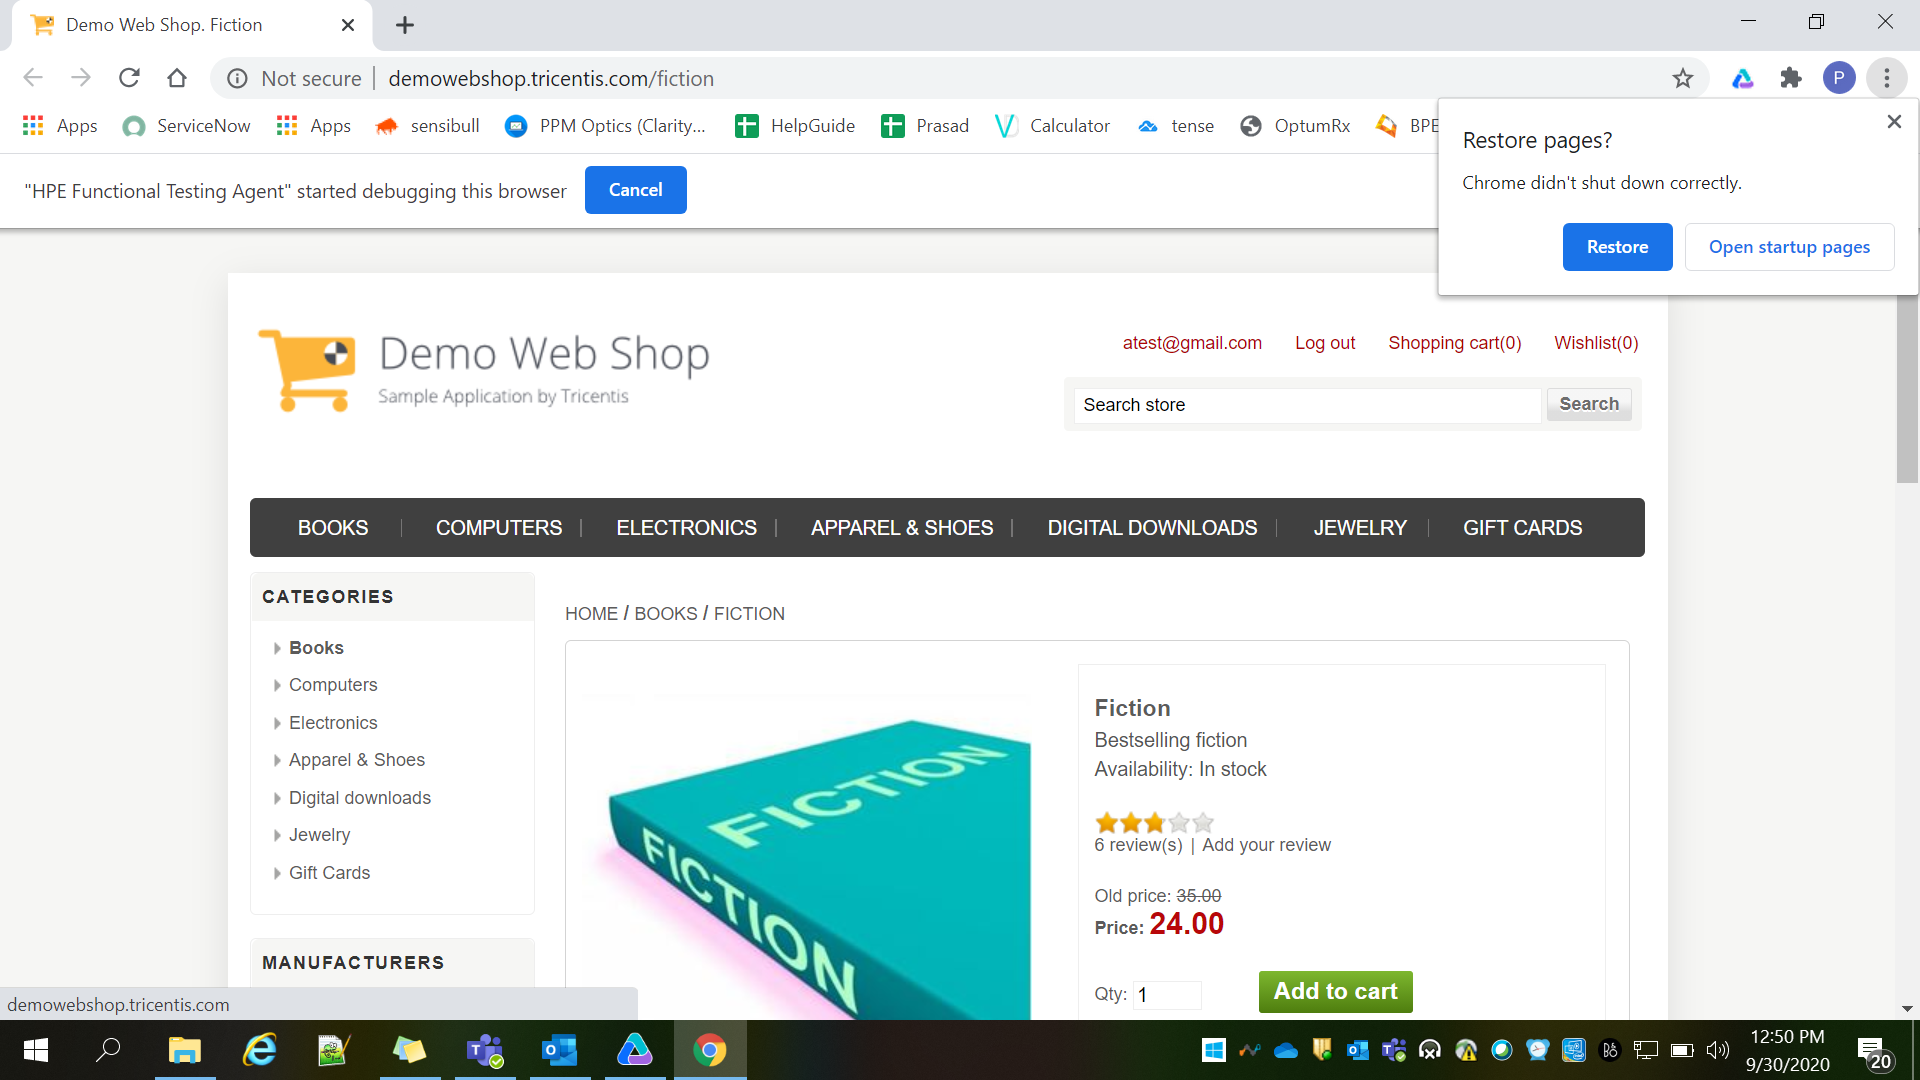 Demo Web Shop. Fiction
Not secure | demowebshop.tricentis.com/fiction
P
Apps ServiceNow Apps sensibull PPM Optics (Clarity... HelpGuide Prasad Calculator tense OptumRx BPE
Restore pages?
Chrome didn't shut down correctly.
Restore Open startup pages
"HPE Functional Testing Agent" started debugging this browser Cancel
Demo Web Shop
Sample Application by Tricentis
atest@gmail.com Log out Shopping cart(0) Wishlist(0)
Search store Search
BOOKS COMPUTERS ELECTRONICS APPAREL & SHOES DIGITAL DOWNLOADS JEWELRY GIFT CARDS
CATEGORIES
Books
Computers
Electronics
Apparel & Shoes
Digital downloads
Jewelry
Gift Cards
MANUFACTURERS
HOME / BOOKS / FICTION
FICTION
FICTION
Fiction
Bestselling fiction
Availability: In stock
6 review(s) | Add your review
Old price: 35.00
Price: 24.00
Qty: 1 Add to cart
demowebshop.tricentis.com
12:50 PM
9/30/2020
20